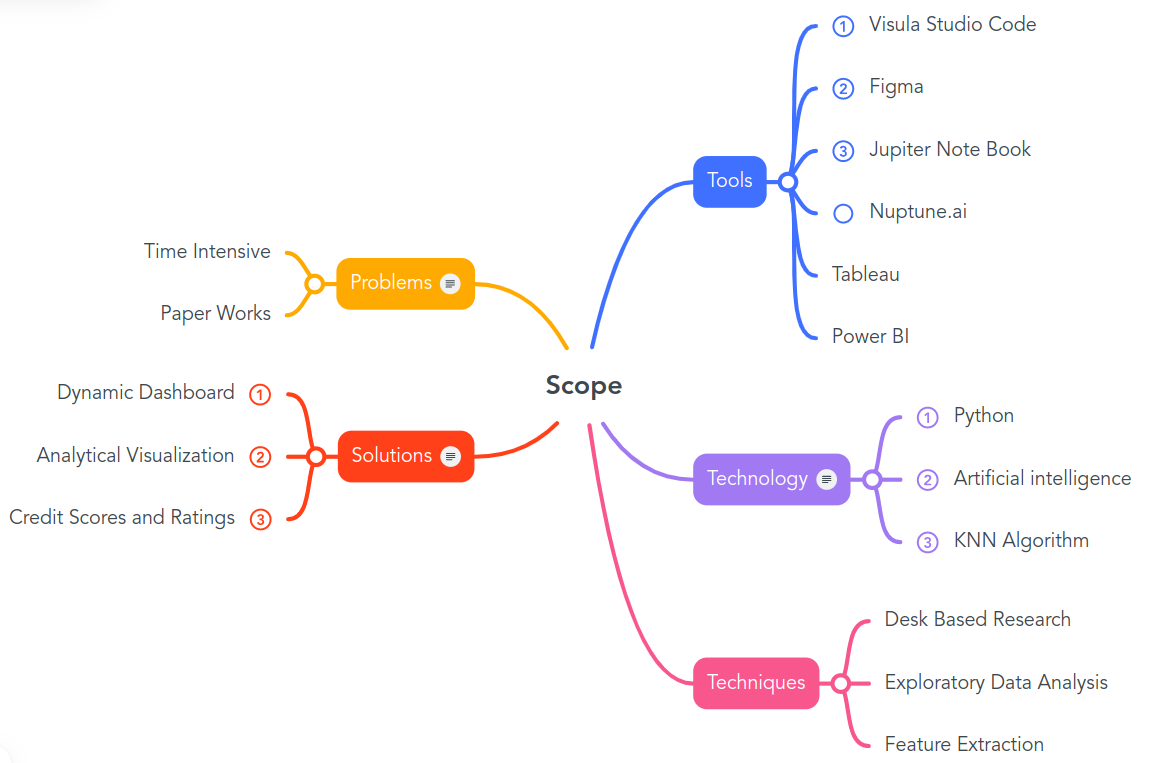 Scope
Tools
1 Visula Studio Code
2 Figma
3 Jupiter Note Book
Nuptune.ai
Tableau
Power BI
Technology
1 Python
2 Artificial intelligence
3 KNN Algorithm
Techniques
Desk Based Research
Exploratory Data Analysis
Feature Extraction
Problems
Time Intensive
Paper Works
Solutions
Dynamic Dashboard 1
Analytical Visualization 2
Credit Scores and Ratings 3